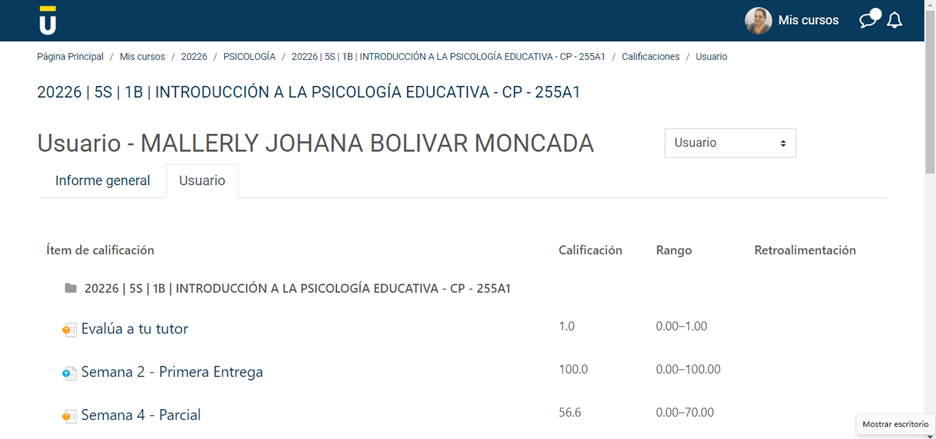 Mis cursos
Página Principal / Mis cursos / 20226 / PSICOLOGÍA / 20226 | 5S | 1B | INTRODUCCIÓN A LA PSICOLOGÍA EDUCATIVA - CP - 255A1 / Calificaciones / Usuario
20226 | 5S | 1B | INTRODUCCIÓN A LA PSICOLOGÍA EDUCATIVA - CP - 255A1
Usuario - MALLERLY JOHANA BOLIVAR MONCADA
Usuario
Informe general Usuario
Ítem de calificación Calificación Rango Retroalimentación
20226 | 5S | 1B | INTRODUCCIÓN A LA PSICOLOGÍA EDUCATIVA - CP - 255A1
Evalúa a tu tutor 1.0 0.00–1.00
Semana 2 - Primera Entrega 100.0 0.00–100.00
Semana 4 - Parcial 56.6 0.00–70.00
Mostrar escritorio